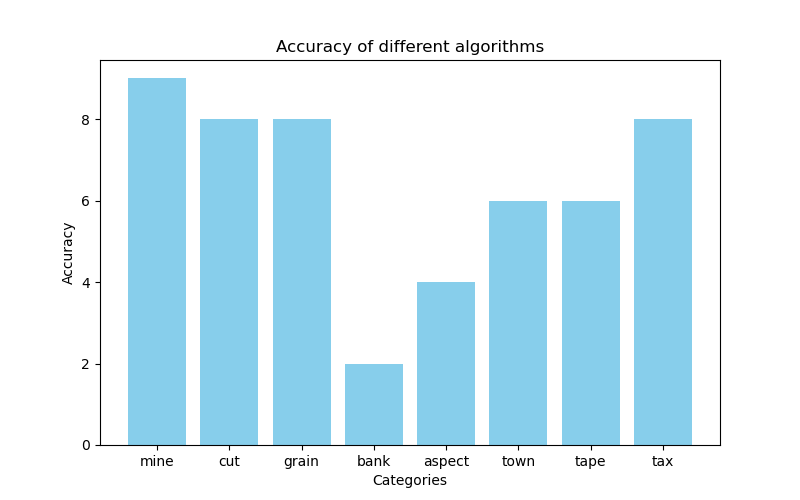 Accuracy of different algorithms
Accuracy
8
6
4
2
0
mine cut grain bank aspect town tape tax
Categories